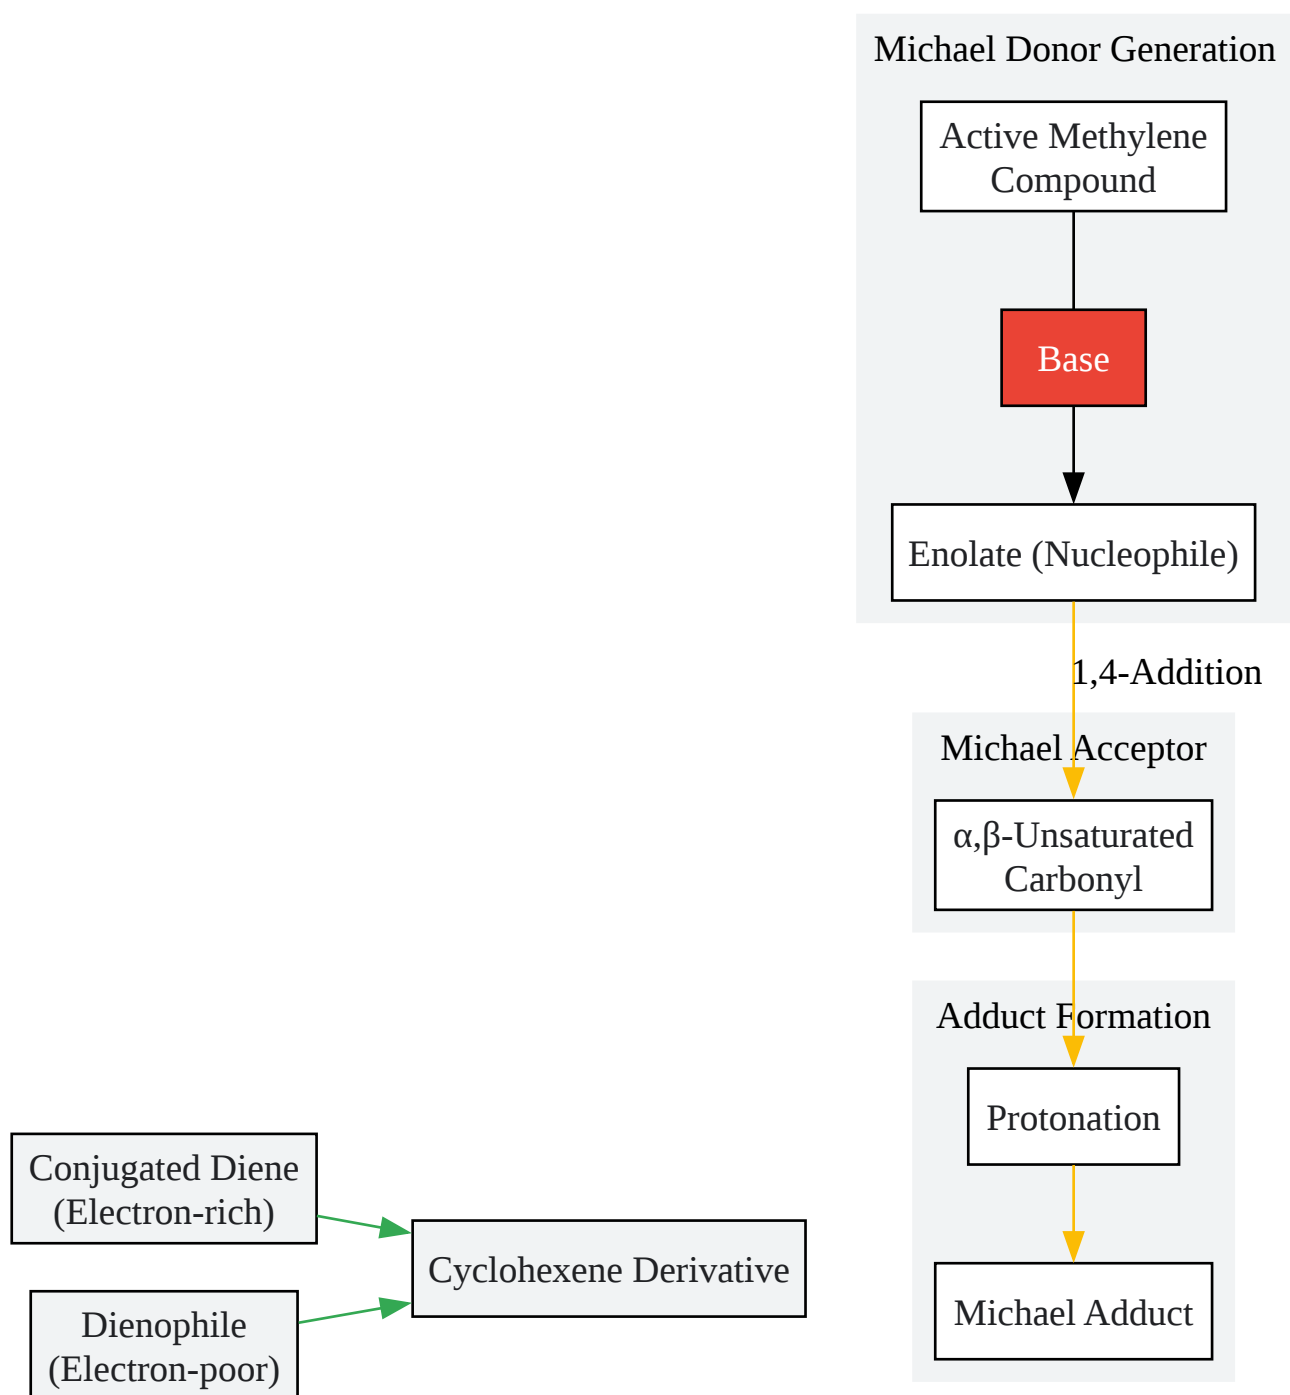 Michael Donor Generation
Active Methylene
Compound
Base
Enolate (Nucleophile)
1,4-Addition
Michael Acceptor
α,β-Unsaturated
Carbonyl
Adduct Formation
Protonation
Michael Adduct
Conjugated Diene
(Electron-rich)
Cyclohexene Derivative
Dienophile
(Electron-poor)